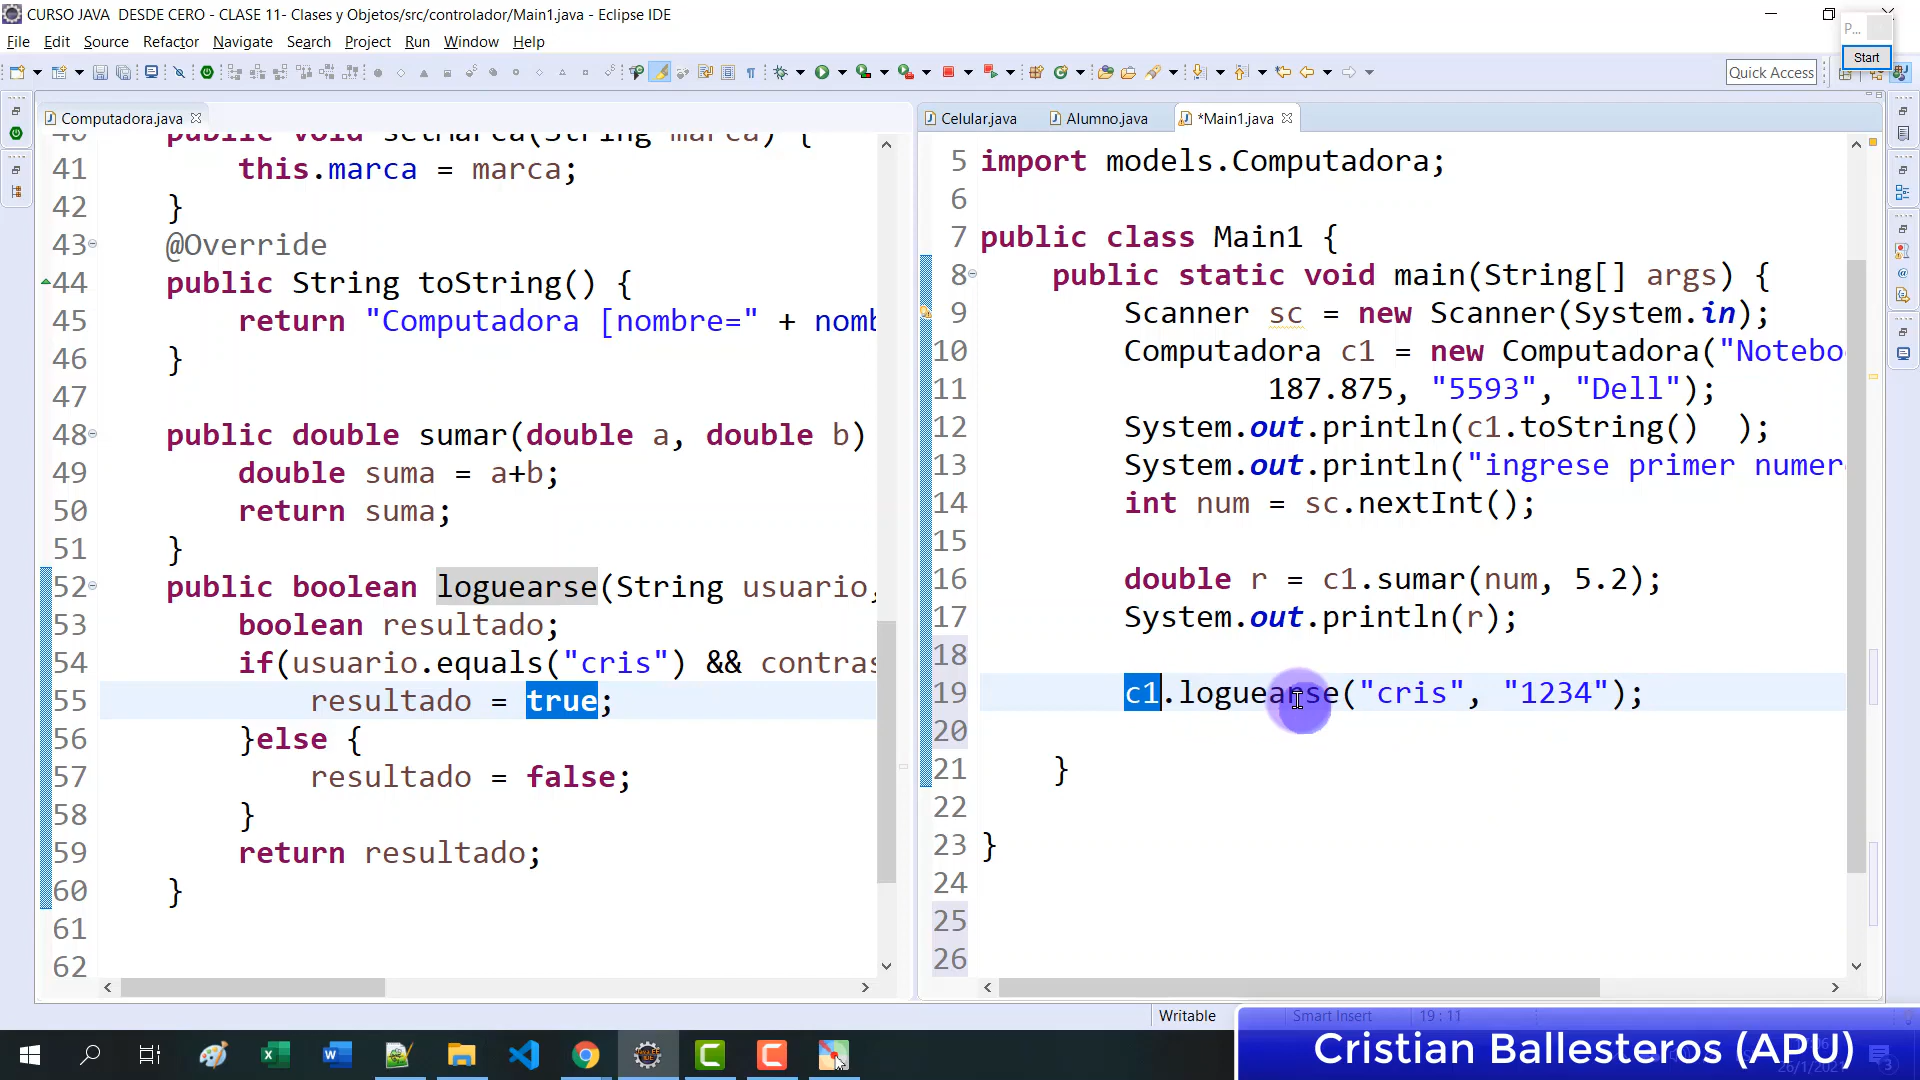 CURSO JAVA  DESDE CERO - CLASE 11- Clases y Objetos/src/controlador/Main1.java - Eclipse IDE
File Edit Source Refactor Navigate Search Project Run Window Help
P...
Start
Quick Access
Computadora.java
public void setMarca(String marca) {
41 this.marca = marca;
42 }
43 @Override
44 public String toString() {
45 return "Computadora [nombre=" + nomb
46 }
47
48 public double sumar(double a, double b)
49 double suma = a+b;
50 return suma;
51 }
52 public boolean loguearse(String usuario,
53 boolean resultado;
54 if(usuario.equals("cris") && contras
55 resultado = true;
56 }else {
57 resultado = false;
58 }
59 return resultado;
60 }
61
62
Celular.java Alumno.java *Main1.java
5 import models.Computadora;
6
7 public class Main1 {
8 public static void main(String[] args) {
9 Scanner sc = new Scanner(System.in);
10 Computadora c1 = new Computadora("Notebo
11 187.875, "5593", "Dell");
12 System.out.println(c1.toString()  );
13 System.out.println("ingrese primer numer
14 int num = sc.nextInt();
15
16 double r = c1.sumar(num, 5.2);
17 System.out.println(r);
18
19 c1.loguearse("cris", "1234");
20
21 }
22
23 }
24
25
26
Writable Smart Insert 19 : 11
Cristian Ballesteros (APU)